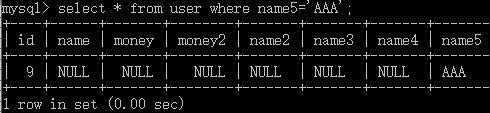 mysql> select * from user where name5='AAA';
+----+------+-------+--------+-------+-------+-------+-------+
| id | name | money | money2 | name2 | name3 | name4 | name5 |
+----+------+-------+--------+-------+-------+-------+-------+
|  9 | NULL |  NULL |   NULL | NULL  | NULL  | NULL  | AAA   |
+----+------+-------+--------+-------+-------+-------+-------+
1 row in set (0.00 sec)